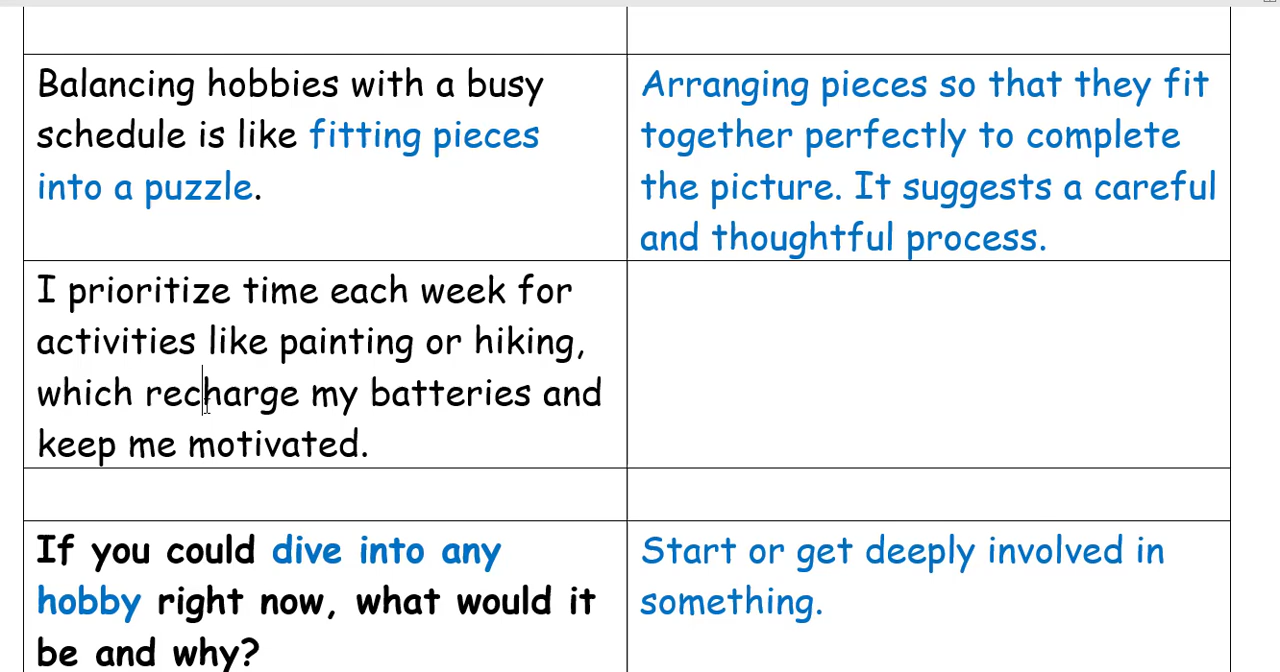 Balancing hobbies with a busy
schedule is like fitting pieces
into a puzzle.
Arranging pieces so that they fit
together perfectly to complete
the picture. It suggests a careful
and thoughtful process.
I prioritize time each week for
activities like painting or hiking,
which recharge my batteries and
keep me motivated.
If you could dive into any
hobby right now, what would it
be and why?
Start or get deeply involved in
something.